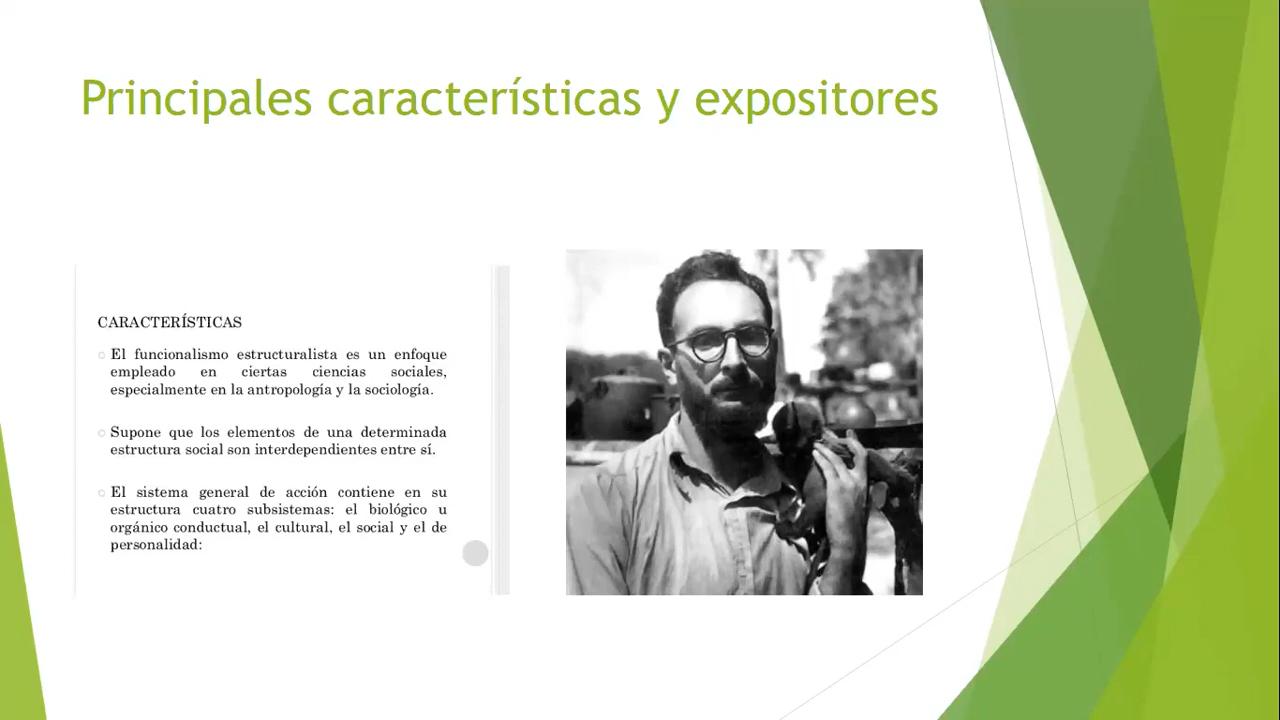 Principales características y expositores
CARACTERÍSTICAS
El funcionalismo estructuralista es un enfoque
empleado en ciertas ciencias sociales,
especialmente en la antropología y la sociología.
Supone que los elementos de una determinada
estructura social son interdependientes entre sí.
El sistema general de acción contiene en su
estructura cuatro subsistemas: el biológico u
orgánico conductual, el cultural, el social y el de
personalidad: